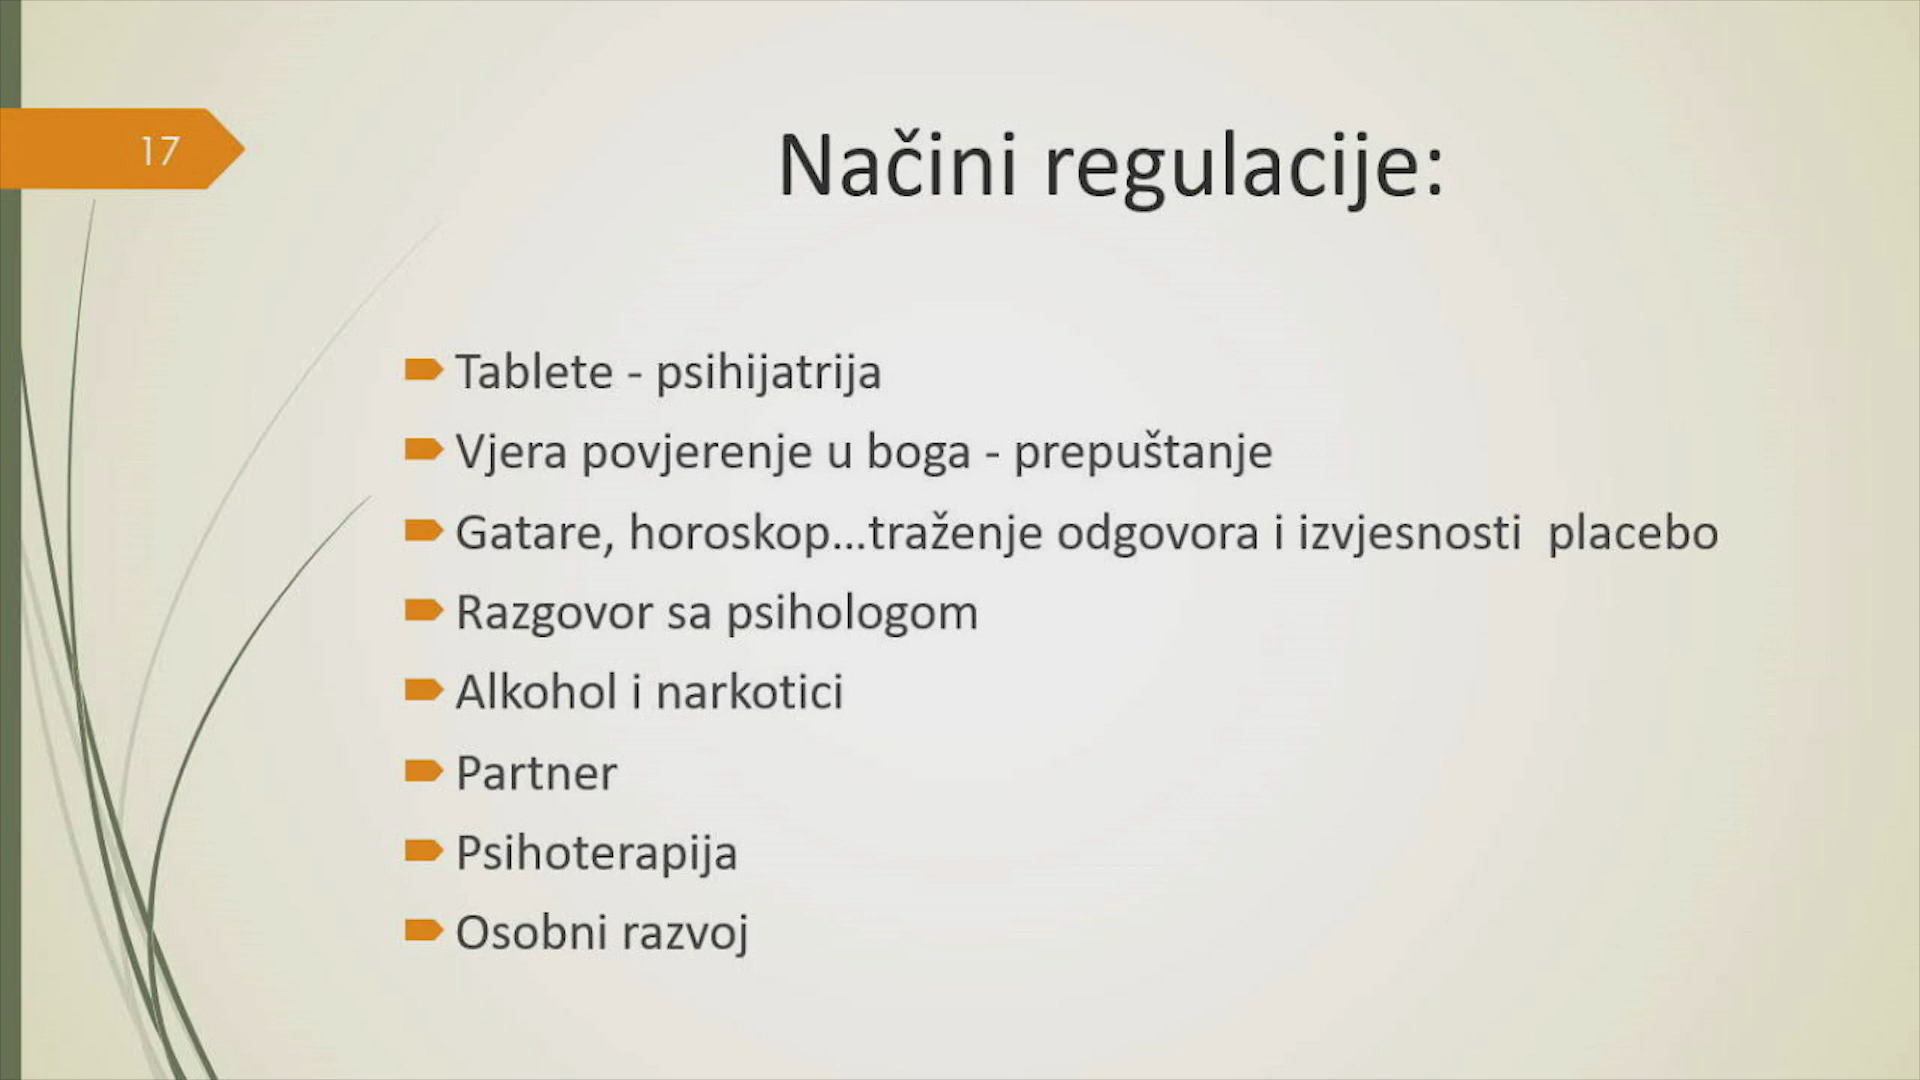 17
Načini regulacije:
Tablete - psihijatrija
Vjera povjerenje u boga - prepuštanje
Gatare, horoskop...traženje odgovora i izvjesnosti  placebo
Razgovor sa psihologom
Alkohol i narkotici
Partner
Psihoterapija
Osobni razvoj